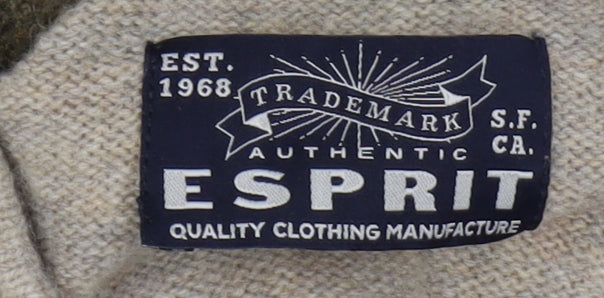 EST.
1968
TRADEMARK
S.F.
CA.
AUTHENTIC
ESPRIT
QUALITY CLOTHING MANUFACTURE